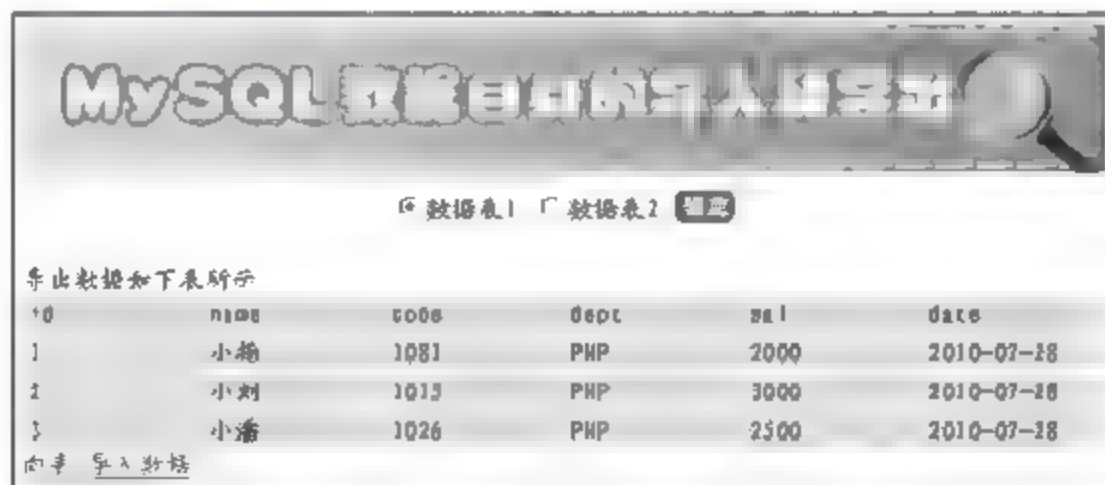 MySQL
数据表1 数据表2
导出数据如下表所示
id name code dept sal date
1 小杨 1081 PHP 2000 2010-07-28
2 小刘 1015 PHP 3000 2010-07-28
3 小潘 1026 PHP 2500 2010-07-28
导入数据